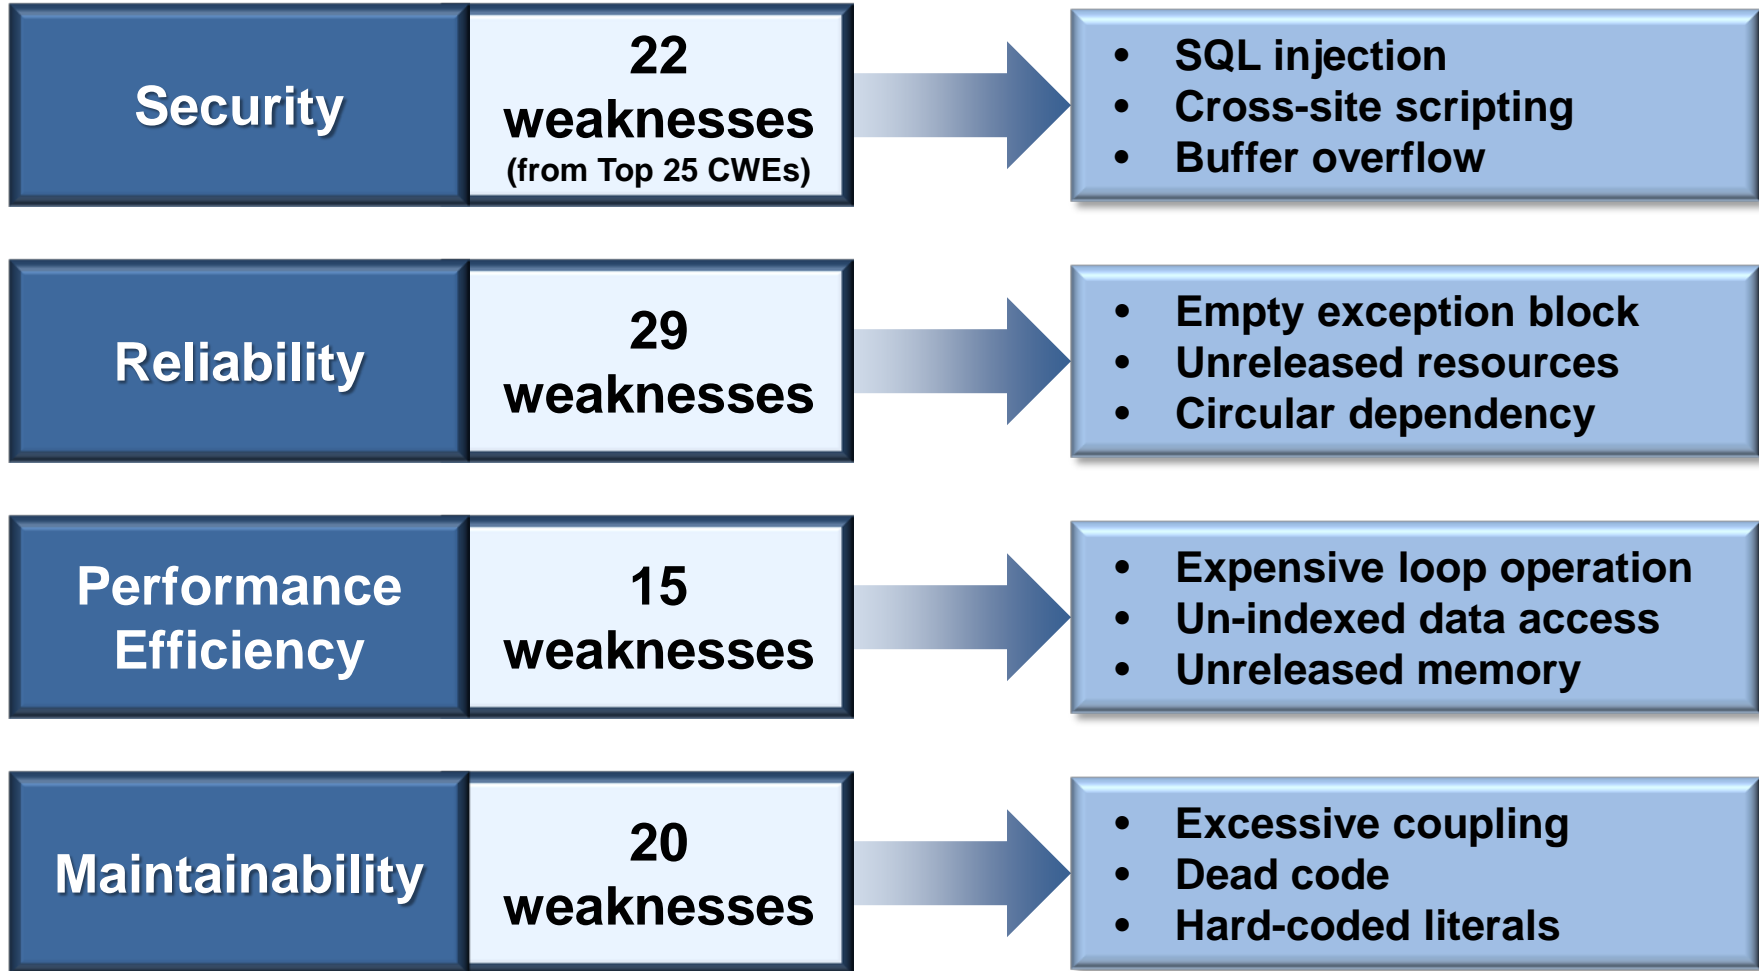 Security
22
weaknesses
(from Top 25 CWEs)
• SQL injection
• Cross-site scripting
• Buffer overflow
Reliability
29
weaknesses
• Empty exception block
• Unreleased resources
• Circular dependency
Performance
Efficiency
15
weaknesses
• Expensive loop operation
• Un-indexed data access
• Unreleased memory
Maintainability
20
weaknesses
• Excessive coupling
• Dead code
• Hard-coded literals